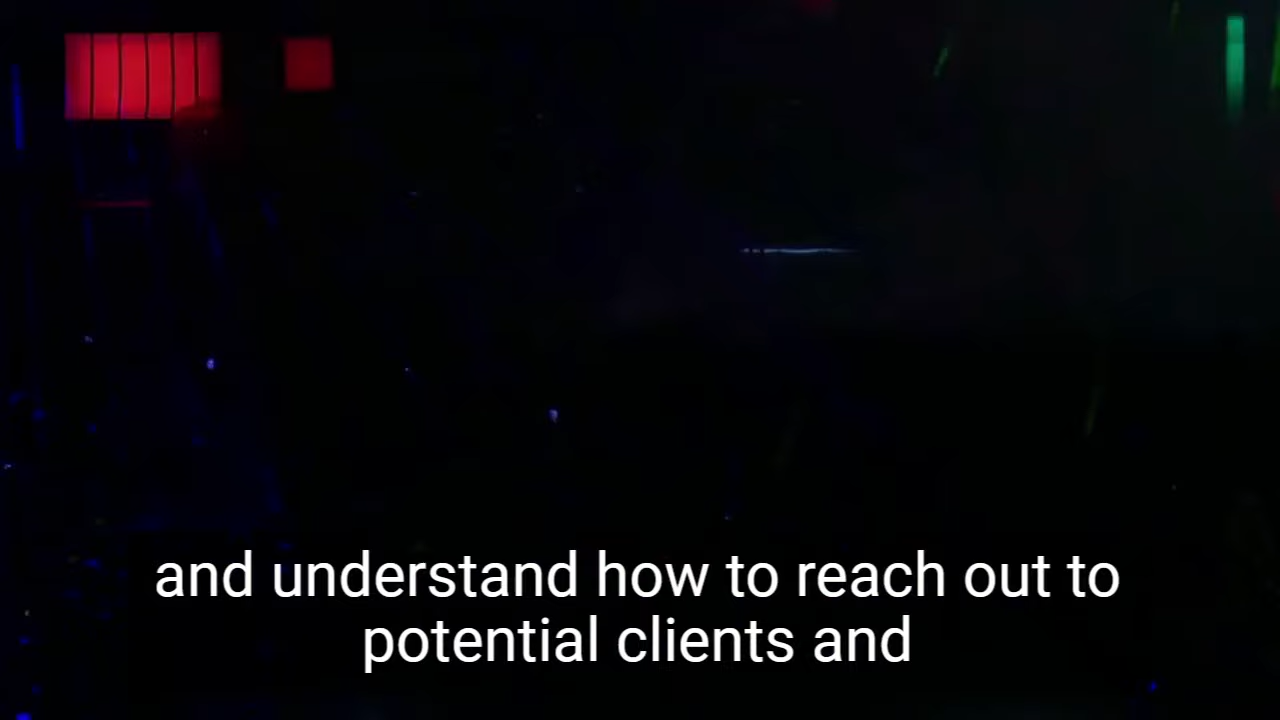 and understand how to reach out to
potential clients and